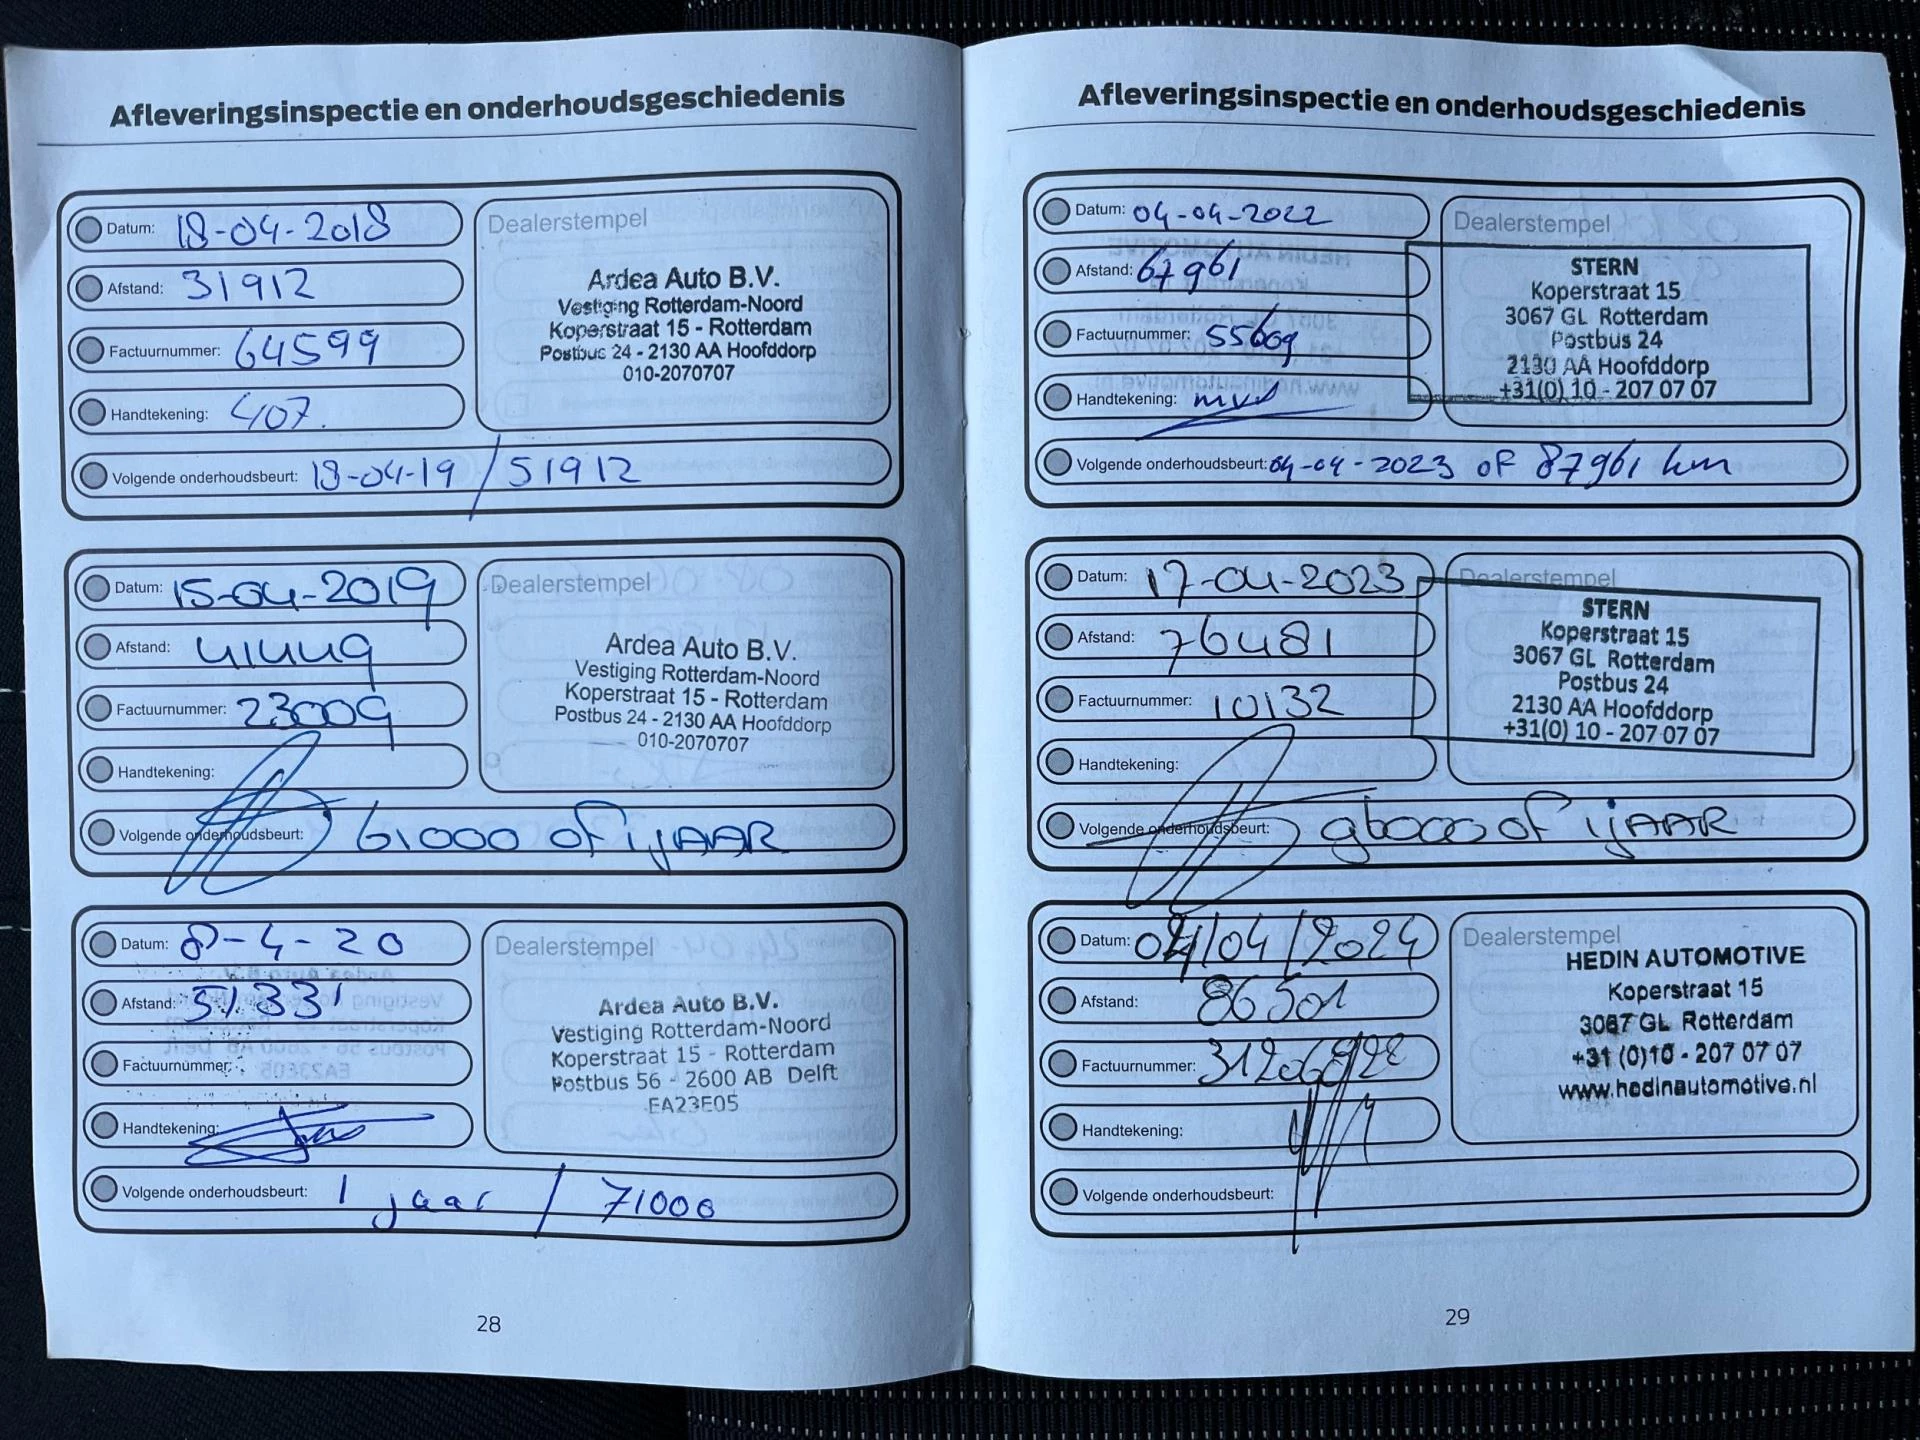 Afleveringsinspectie en onderhoudsgeschiedenis
Datum: 18-04-2018
Afstand: 31912
Factuurnummer: 64599
Handtekening: 407.
Volgende onderhoudsbeurt: 18-04-19 / 51912
Dealerstempel
Ardea Auto B.V.
Vestiging Rotterdam-Noord
Koperstraat 15 - Rotterdam
Postbus 24 - 2130 AA Hoofddorp
010-2070707
Datum: 15-04-2019
Afstand: 41449
Factuurnummer: 23009
Handtekening:
Volgende onderhoudsbeurt: 61000 of 1 JAAR
Dealerstempel
Ardea Auto B.V.
Vestiging Rotterdam-Noord
Koperstraat 15 - Rotterdam
Postbus 24 - 2130 AA Hoofddorp
010-2070707
Datum: 8-4-20
Afstand: 51331
Factuurnummer:
Handtekening:
Volgende onderhoudsbeurt: 1 jaar / 71000
Dealerstempel
Ardea Auto B.V.
Vestiging Rotterdam-Noord
Koperstraat 15 - Rotterdam
Postbus 56 - 2600 AB Delft
EA23E05
28
Afleveringsinspectie en onderhoudsgeschiedenis
Datum: 04-04-2022
Afstand: 67961
Factuurnummer: 55609
Handtekening: mvd
Volgende onderhoudsbeurt: 04-04-2023 of 87961 km
Dealerstempel
STERN
Koperstraat 15
3067 GL Rotterdam
Postbus 24
2130 AA Hoofddorp
+31(0) 10 - 207 07 07
Datum: 17-04-2023
Afstand: 76481
Factuurnummer: 10132
Handtekening:
Volgende onderhoudsbeurt: 96000 of 1 JAAR
Dealerstempel
STERN
Koperstraat 15
3067 GL Rotterdam
Postbus 24
2130 AA Hoofddorp
+31(0) 10 - 207 07 07
Datum: 04/04/2024
Afstand: 86501
Factuurnummer:
Handtekening:
Volgende onderhoudsbeurt:
Dealerstempel
HEDIN AUTOMOTIVE
Koperstraat 15
3067 GL Rotterdam
+31 (0)10 - 207 07 07
www.hedinautomotive.nl
29